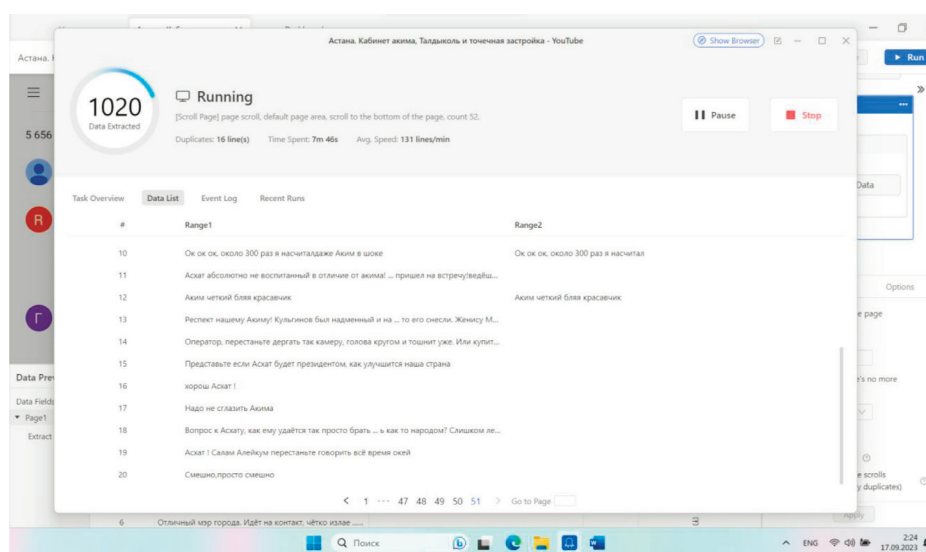 Астана. Кабинет акима, Талдыколь и точечная застройка - YouTube
Show Browser
Астана.
Run
1020
Data Extracted
Running
[Scroll Page] page scroll, default page area, scroll to the bottom of the page, count 52.
Duplicates: 16 line(s) Time Spent: 7m 46s Avg. Speed: 131 lines/min
Pause
Stop
5 656
R
Г
Data
Task Overview Data List Event Log Recent Runs
# Range1 Range2
10 Ок ок ок, около 300 раз я насчиталдаже Аким в шоке Ок ок ок, около 300 раз я насчитал
11 Асхат абсолютно не воспитанный в отличие от акима! ... пришел на встречу!ведёш...
12 Аким четкий бляя красавчик Аким четкий бляя красавчик
13 Респект нашему Акиму! Кульгинов был надменный и на ... то его снесли. Женису М...
14 Оператор, перестаньте дергать так камеру, голова кругом и тошнит уже. Или купит...
15 Представьте если Асхат будет президентом, как улучшится наша страна
16 хорош Асхат !
17 Надо не сглазить Акима
18 Вопрос к Асхату, как ему удаётся так просто брать ... ь как то народом? Слишком ле...
19 Асхат ! Салам Алейкум перестаньте говорить всё время окей
20 Смешно,просто смешно
1 ··· 47 48 49 50 51 Go to Page
Options
e page
e's no more
e scrolls
y duplicates)
Apply
Data Pre
Data Fields
Page1
Extract
6 Отличный мэр города. Идёт на контакт, чётко излае ......
Поиск
ENG
2:24
17.09.2023